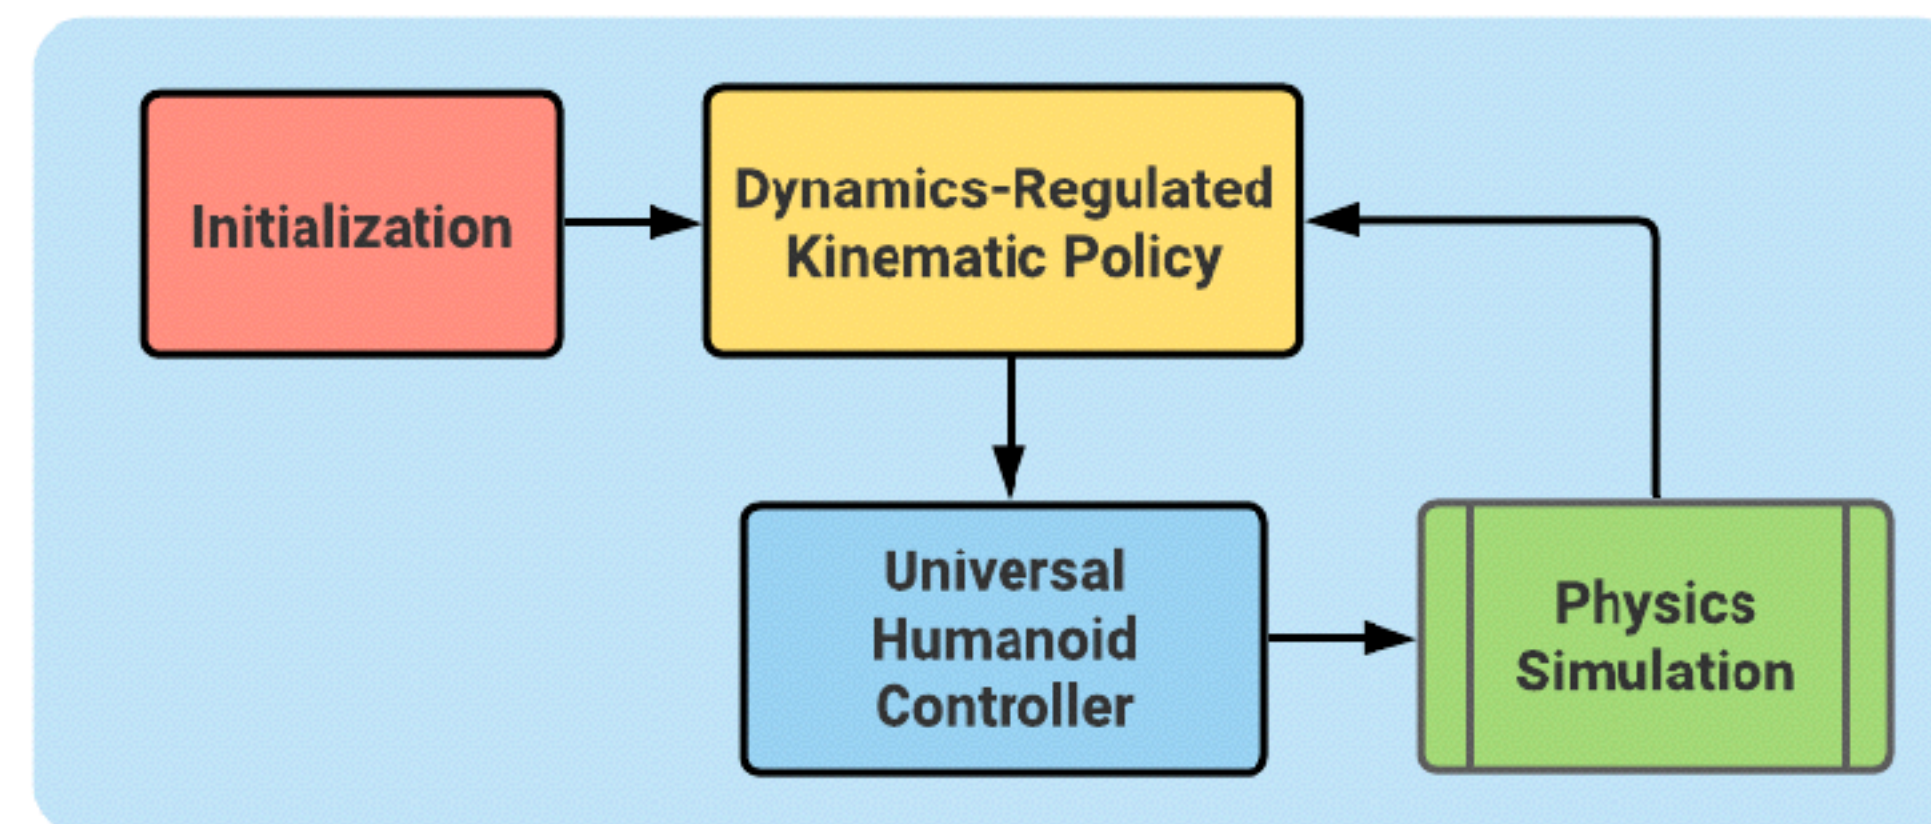 Initialization
Dynamics-Regulated
Kinematic Policy
Universal
Humanoid
Controller
Physics
Simulation